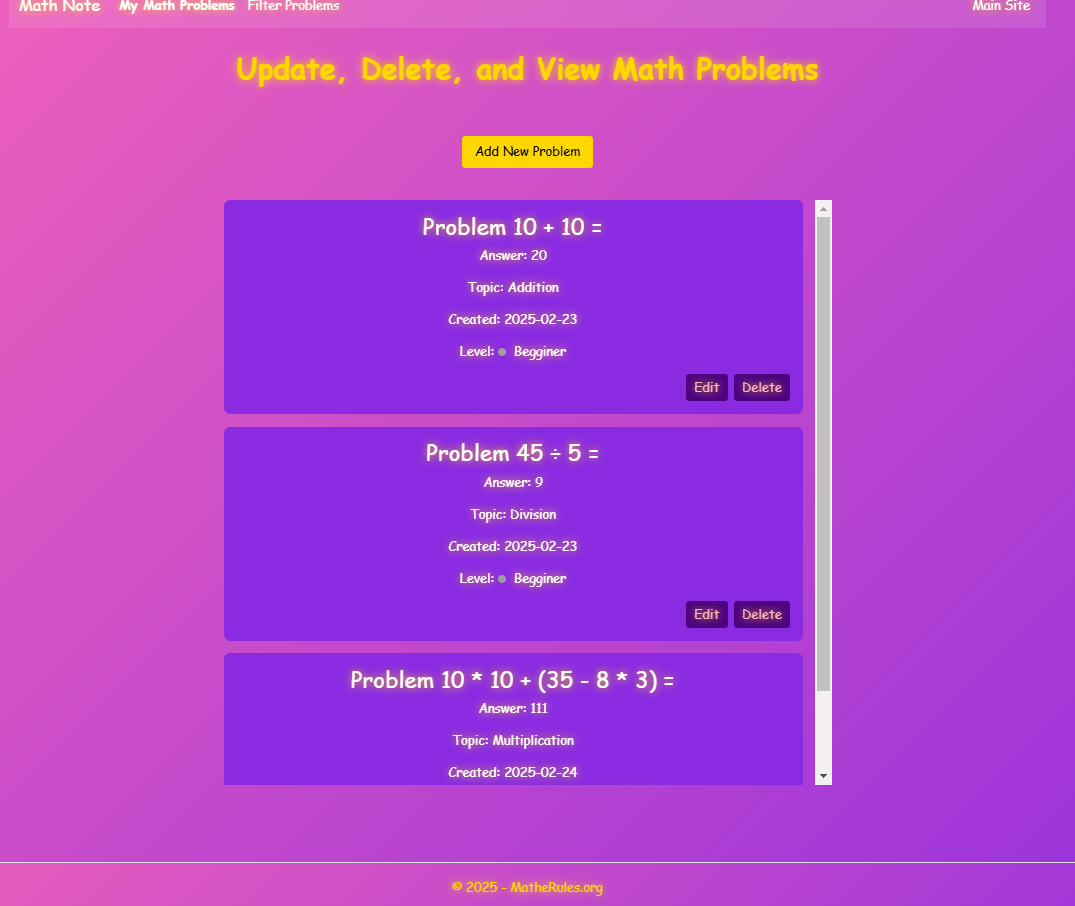 Math Note My Math Problems Filter Problems Main Site
Update, Delete, and View Math Problems
Add New Problem
Problem 10 + 10 =
Answer: 20
Topic: Addition
Created: 2025-02-23
Level: Begginer
Edit Delete
Problem 45 ÷ 5 =
Answer: 9
Topic: Division
Created: 2025-02-23
Level: Begginer
Edit Delete
Problem 10 * 10 + (35 - 8 * 3) =
Answer: 111
Topic: Multiplication
Created: 2025-02-24
© 2025 - MatheRules.org